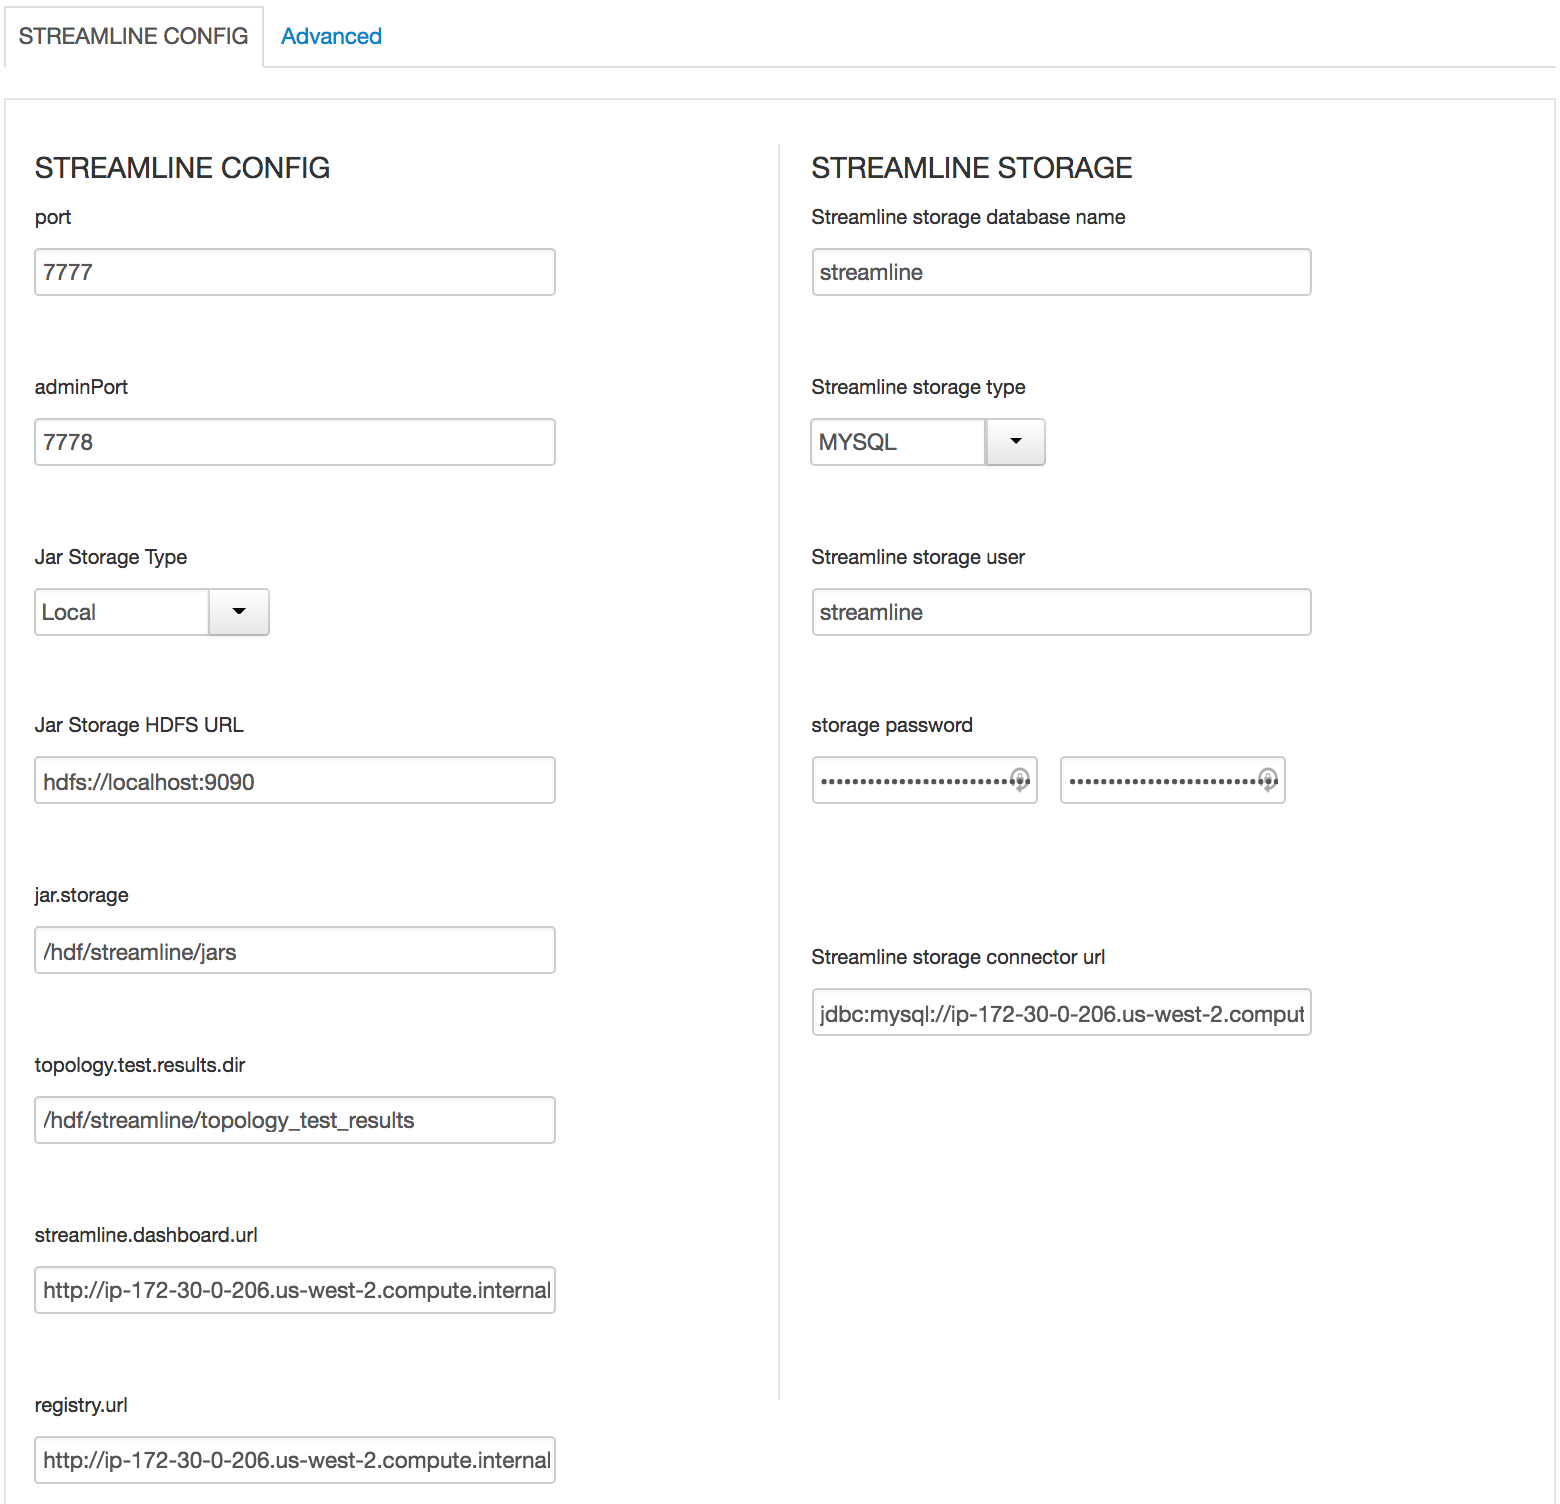 STREAMLINE CONFIG
Advanced
STREAMLINE CONFIG
port
7777
adminPort
7778
Jar Storage Type
Local
Jar Storage HDFS URL
hdfs://localhost:9090
jar.storage
/hdf/streamline/jars
topology.test.results.dir
/hdf/streamline/topology_test_results
streamline.dashboard.url
http://ip-172-30-0-206.us-west-2.compute.internal
registry.url
http://ip-172-30-0-206.us-west-2.compute.internal
STREAMLINE STORAGE
Streamline storage database name
streamline
Streamline storage type
MYSQL
Streamline storage user
streamline
storage password
Streamline storage connector url
jdbc:mysql://ip-172-30-0-206.us-west-2.comput